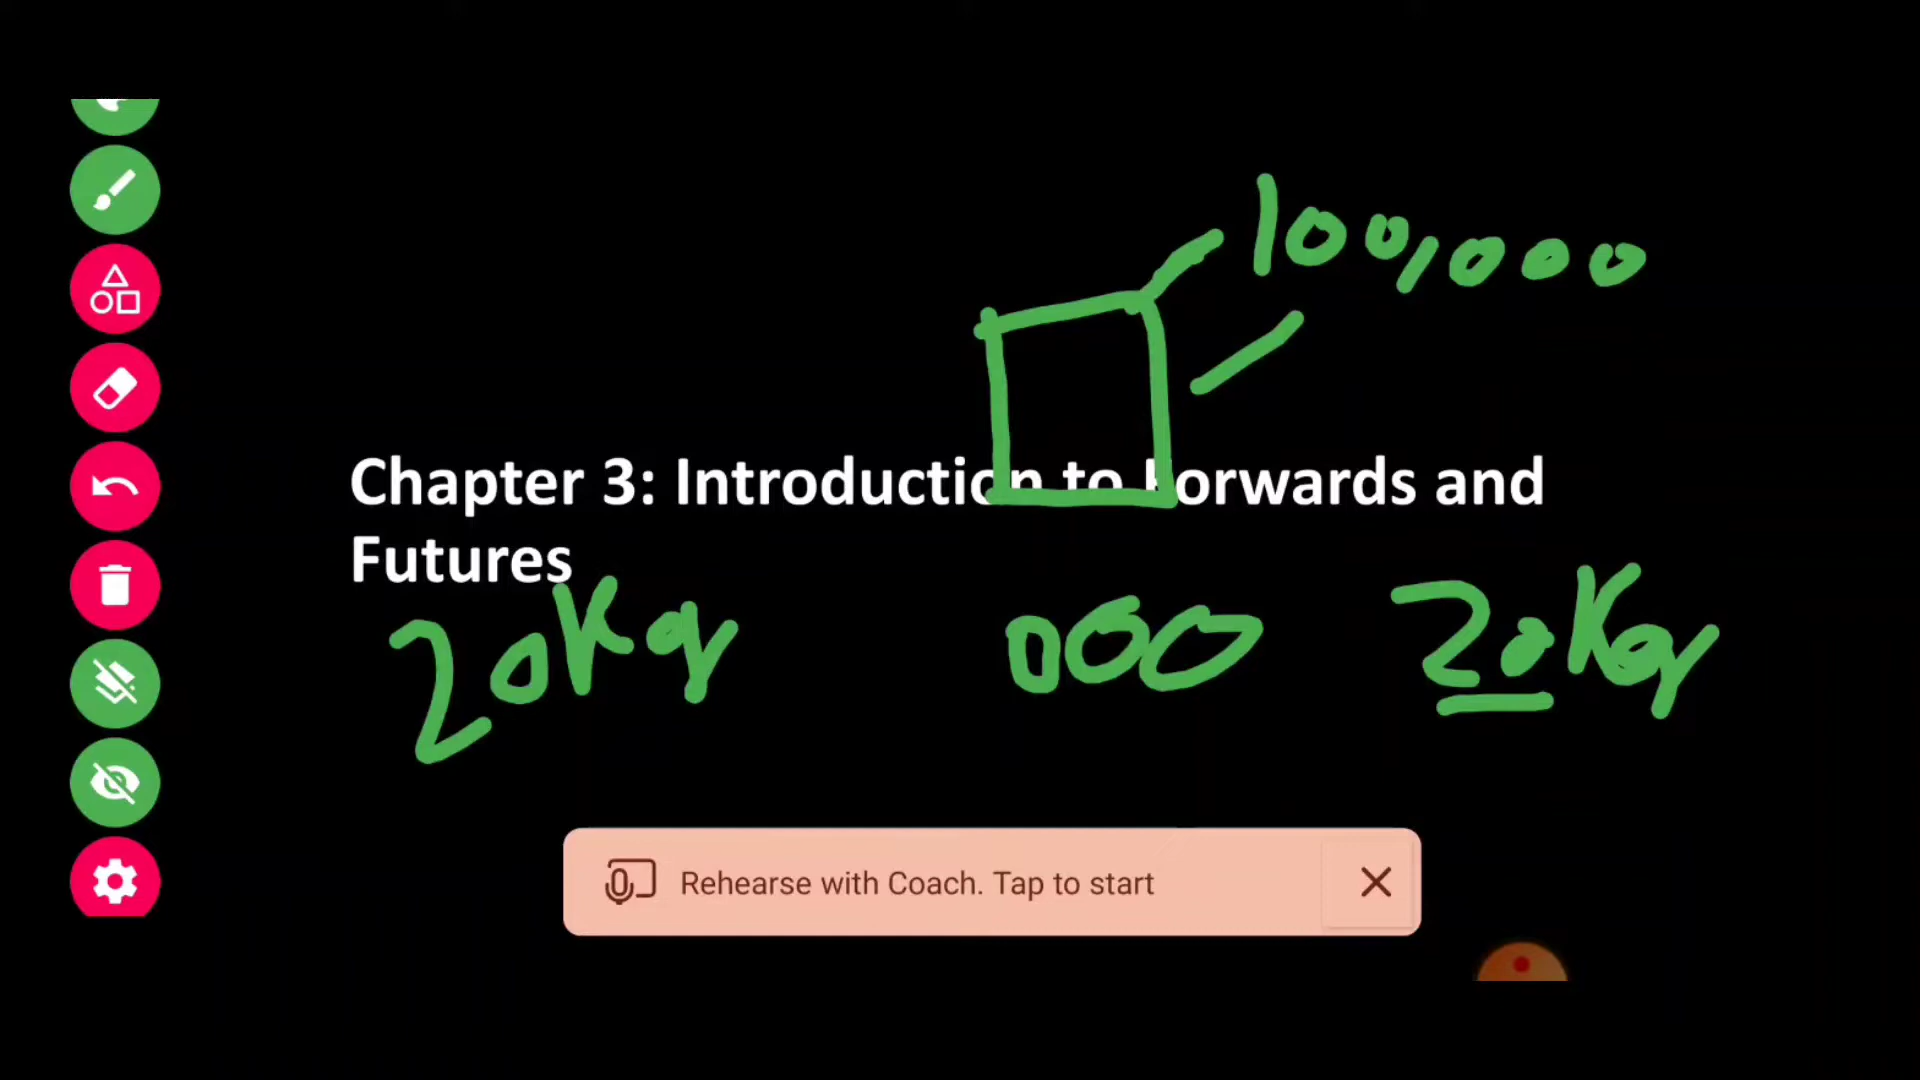 100,000
Chapter 3: Introduction to Forwards and
Futures
20Kg 000 20Kg
Rehearse with Coach. Tap to start